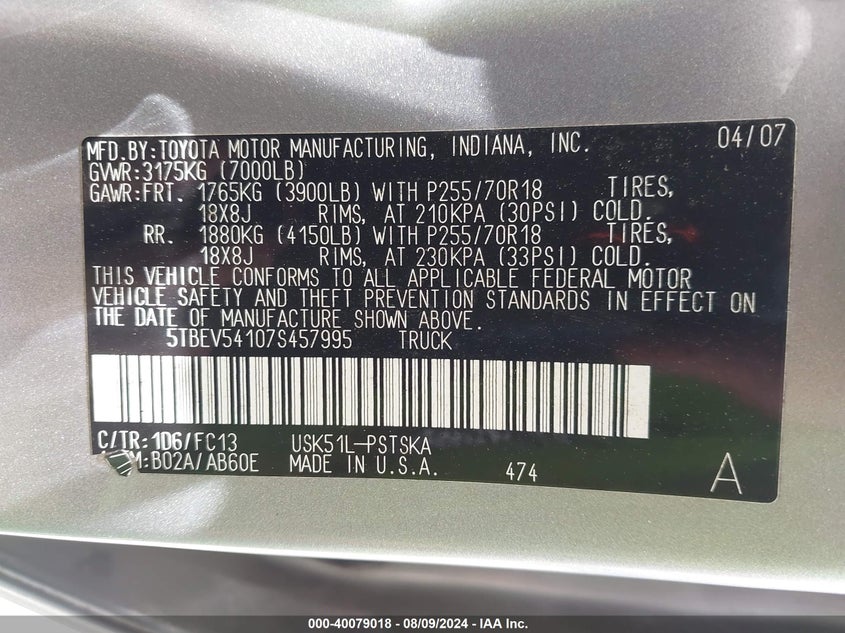 MFD.BY:TOYOTA MOTOR MANUFACTURING, INDIANA, INC. 04/07
GVWR:3175KG (7000LB)
GAWR:FRT. 1765KG (3900LB) WITH P255/70R18 TIRES,
18X8J RIMS, AT 210KPA (30PSI) COLD.
RR. 1880KG (4150LB) WITH P255/70R18 TIRES,
18X8J RIMS, AT 230KPA (33PSI) COLD.
THIS VEHICLE CONFORMS TO ALL APPLICABLE FEDERAL MOTOR
VEHICLE SAFETY AND THEFT PREVENTION STANDARDS IN EFFECT ON
THE DATE OF MANUFACTURE SHOWN ABOVE.
5TBEV54107S457995 TRUCK
C/TR:1D6/FC13 USK51L-PSTSKA
:B02A/AB60E MADE IN U.S.A. 474 A
000-40079018 - 08/09/2024 - IAA Inc.